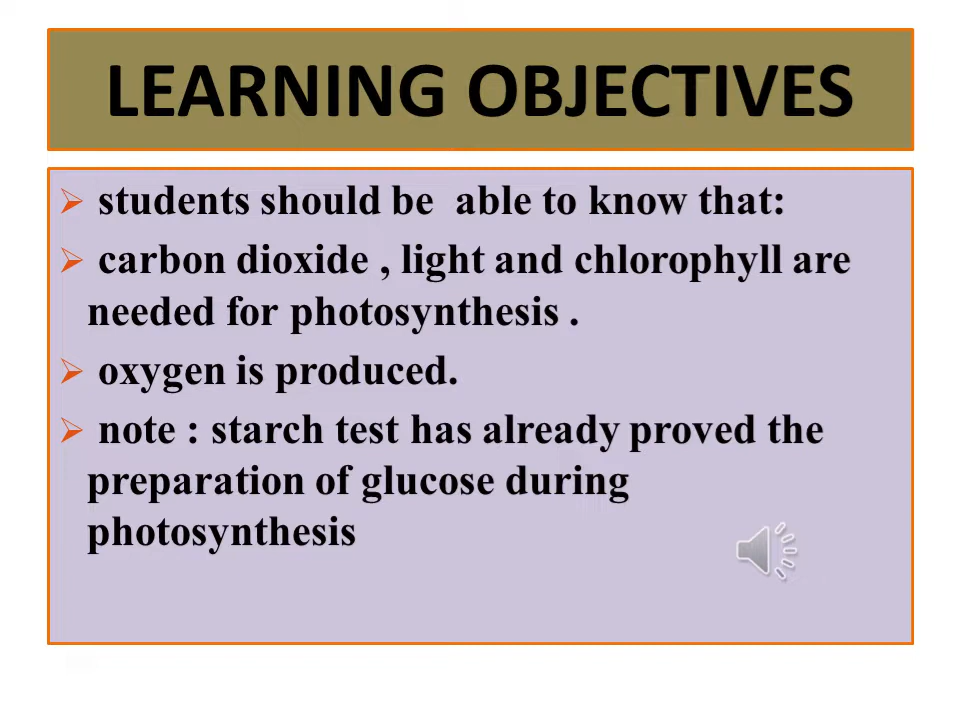 LEARNING OBJECTIVES
students should be  able to know that:
carbon dioxide , light and chlorophyll are
needed for photosynthesis .
oxygen is produced.
note : starch test has already proved the
preparation of glucose during
photosynthesis